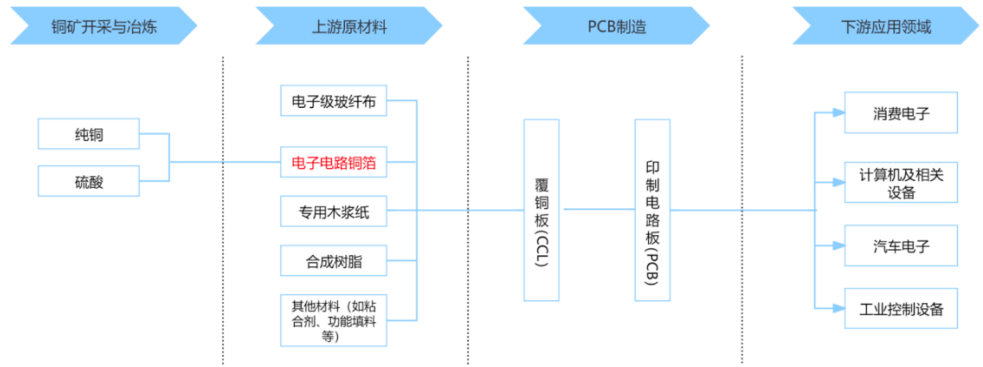 铜矿开采与冶炼
上游原材料
PCB制造
下游应用领域
纯铜
硫酸
电子级玻纤布
电子电路铜箔
专用木浆纸
合成树脂
其他材料（如粘
合剂、功能填料
等）
覆铜板(CCL)
印制电路板(PCB)
消费电子
计算机及相关
设备
汽车电子
工业控制设备